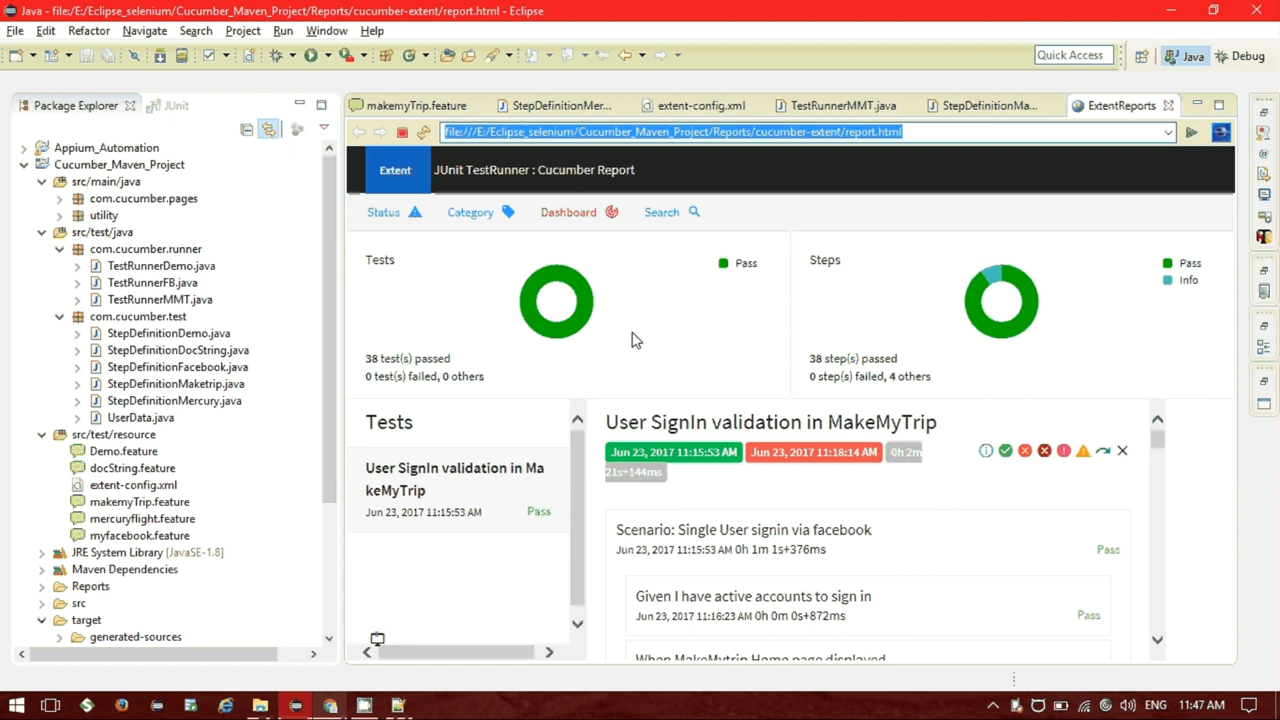 Java - file:/E:/Eclipse_selenium/Cucumber_Maven_Project/Reports/cucumber-extent/report.html - Eclipse
File Edit Refactor Navigate Search Project Run Window Help
Quick Access
Java
Debug
Package Explorer
JUnit
makemyTrip.feature
StepDefinitionMer...
extent-config.xml
TestRunnerMMT.java
StepDefinitionMa...
ExtentReports
file:///E:/Eclipse_selenium/Cucumber_Maven_Project/Reports/cucumber-extent/report.html
Appium_Automation
Cucumber_Maven_Project
src/main/java
com.cucumber.pages
utility
src/test/java
com.cucumber.runner
TestRunnerDemo.java
TestRunnerFB.java
TestRunnerMMT.java
com.cucumber.test
StepDefinitionDemo.java
StepDefinitionDocString.java
StepDefinitionFacebook.java
StepDefinitionMaketrip.java
StepDefinitionMercury.java
UserData.java
src/test/resource
Demo.feature
docString.feature
extent-config.xml
makemyTrip.feature
mercuryflight.feature
myfacebook.feature
JRE System Library [JavaSE-1.8]
Maven Dependencies
Reports
src
target
generated-sources
Extent
JUnit TestRunner : Cucumber Report
Status
Category
Dashboard
Search
Tests
Pass
38 test(s) passed
0 test(s) failed, 0 others
Steps
Pass
Info
38 step(s) passed
0 step(s) failed, 4 others
Tests
User SignIn validation in Ma
keMyTrip
Jun 23, 2017 11:15:53 AM
Pass
User SignIn validation in MakeMyTrip
Jun 23, 2017 11:15:53 AM
Jun 23, 2017 11:18:14 AM
0h 2m
21s+144ms
Scenario: Single User signin via facebook
Jun 23, 2017 11:15:53 AM 0h 1m 1s+376ms
Pass
Given I have active accounts to sign in
Jun 23, 2017 11:16:23 AM 0h 0m 0s+872ms
Pass
When MakeMytrip Home page displayed
ENG
11:47 AM